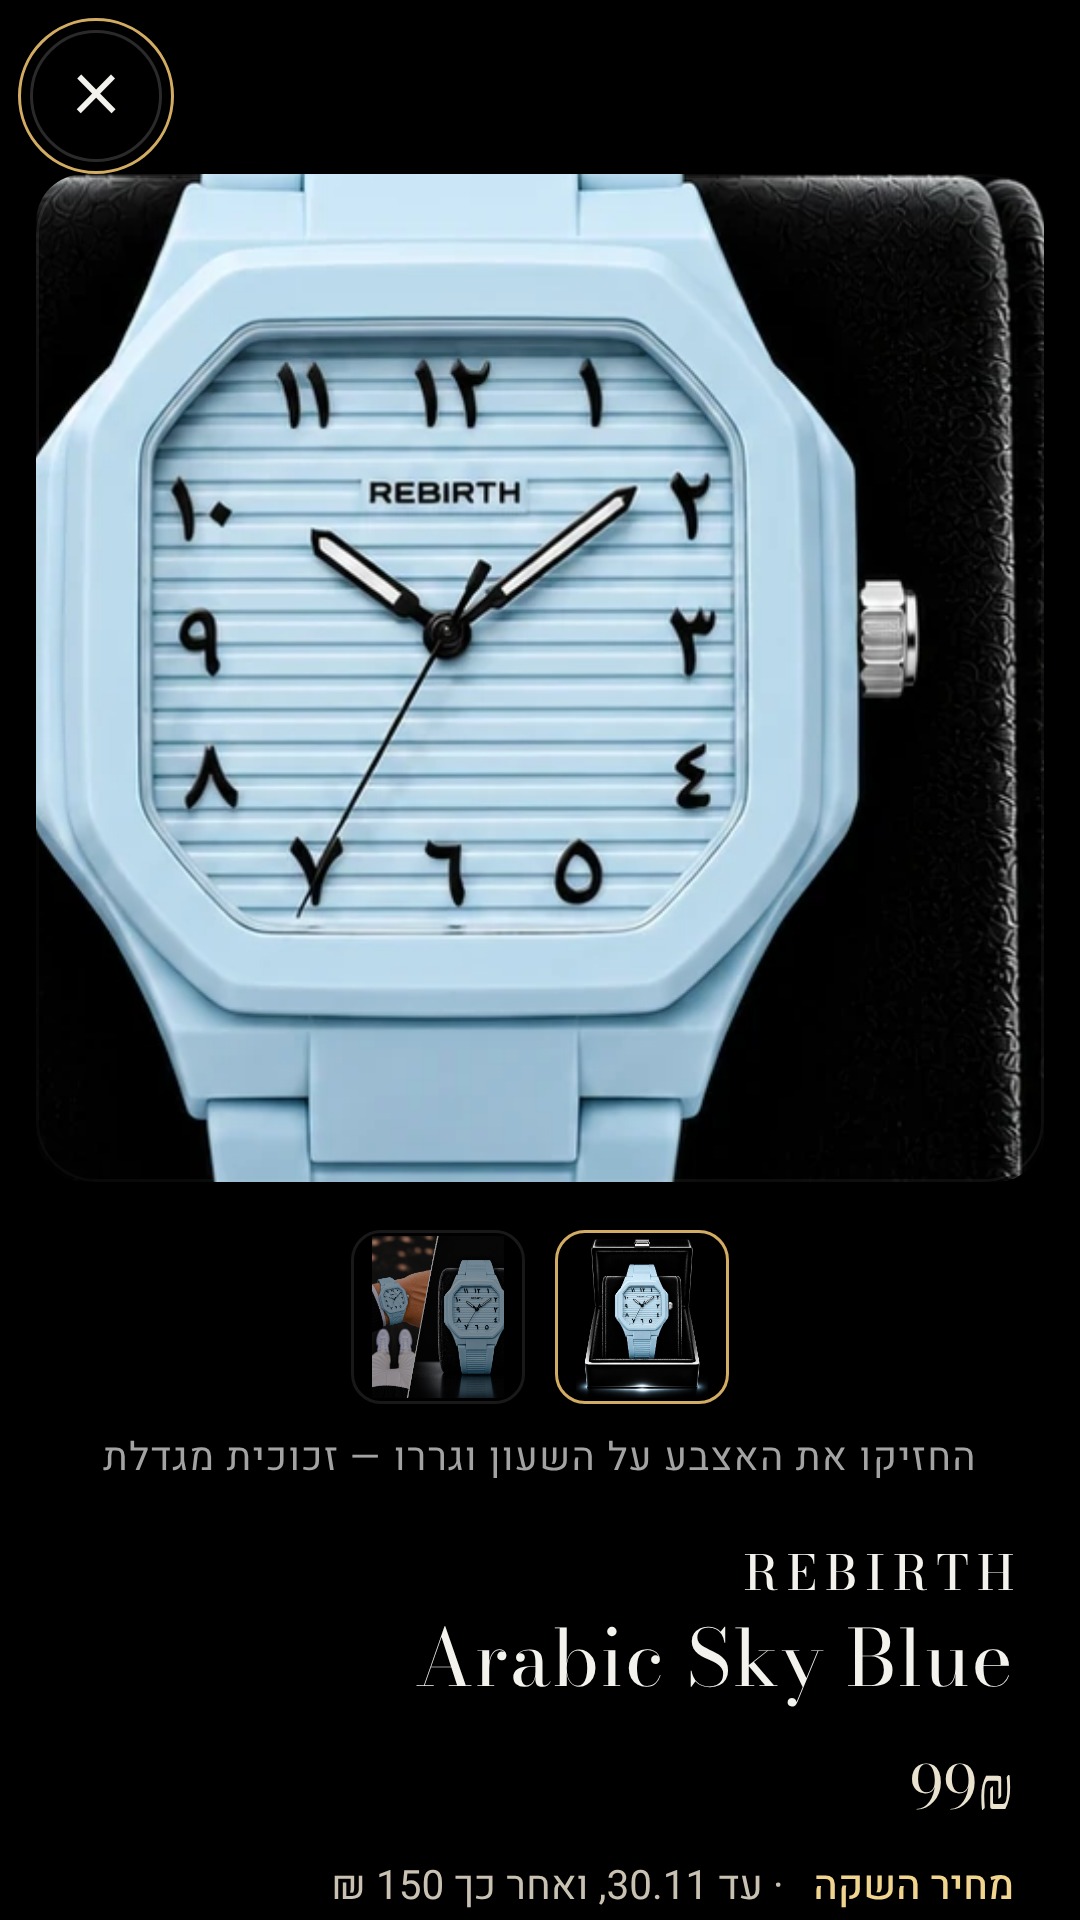 ١١ ١٢ ١
REBIRTH
١٠ ٢
٩ ٣
٨ ٤
٧ ٦ ٥
החזיקו את האצבע על השעון וגררו — זכוכית מגדלת
REBIRTH
Arabic Sky Blue
99₪
מחיר השקה · עד 30.11, ואחר כך 150 ₪